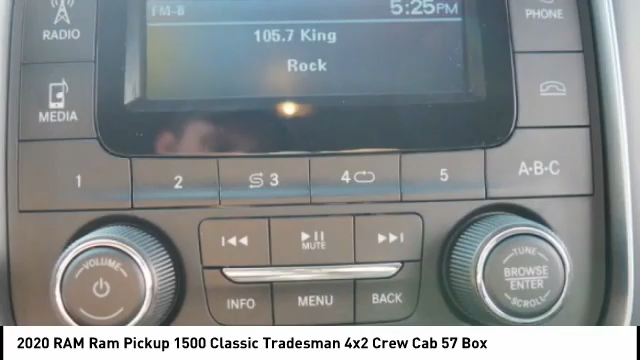 FM-8
5:25PM
105.7 King
Rock
RADIO
PHONE
MEDIA
1
2
3
4
5
A·B·C
MUTE
VOLUME
INFO
MENU
BACK
TUNE
BROWSE
ENTER
SCROLL
2020 RAM Ram Pickup 1500 Classic Tradesman 4x2 Crew Cab 57 Box